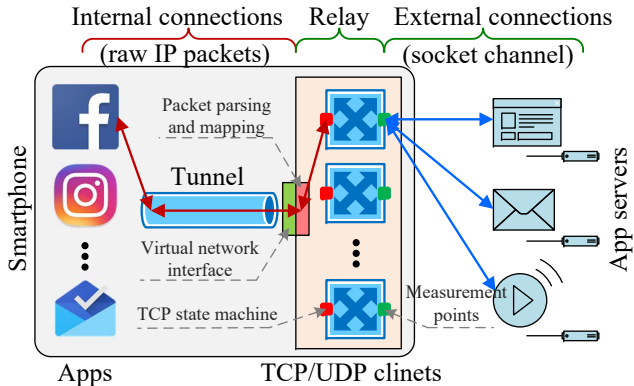 Internal connections
(raw IP packets)
Relay
External connections
(socket channel)
Smartphone
Packet parsing
and mapping
Tunnel
Virtual network
interface
TCP state machine
Measurement
points
App servers
Apps
TCP/UDP clinets